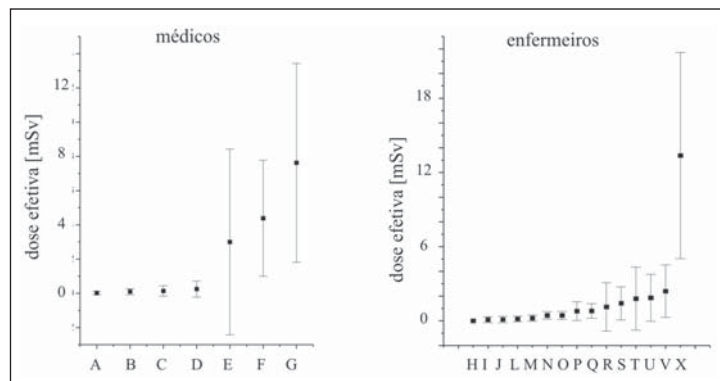 médicos
dose efetiva [mSv]
12
8
4
0
A B C D E F G
enfermeiros
dose efetiva [mSv]
18
12
6
0
H I J L M N O P Q R S T U V X